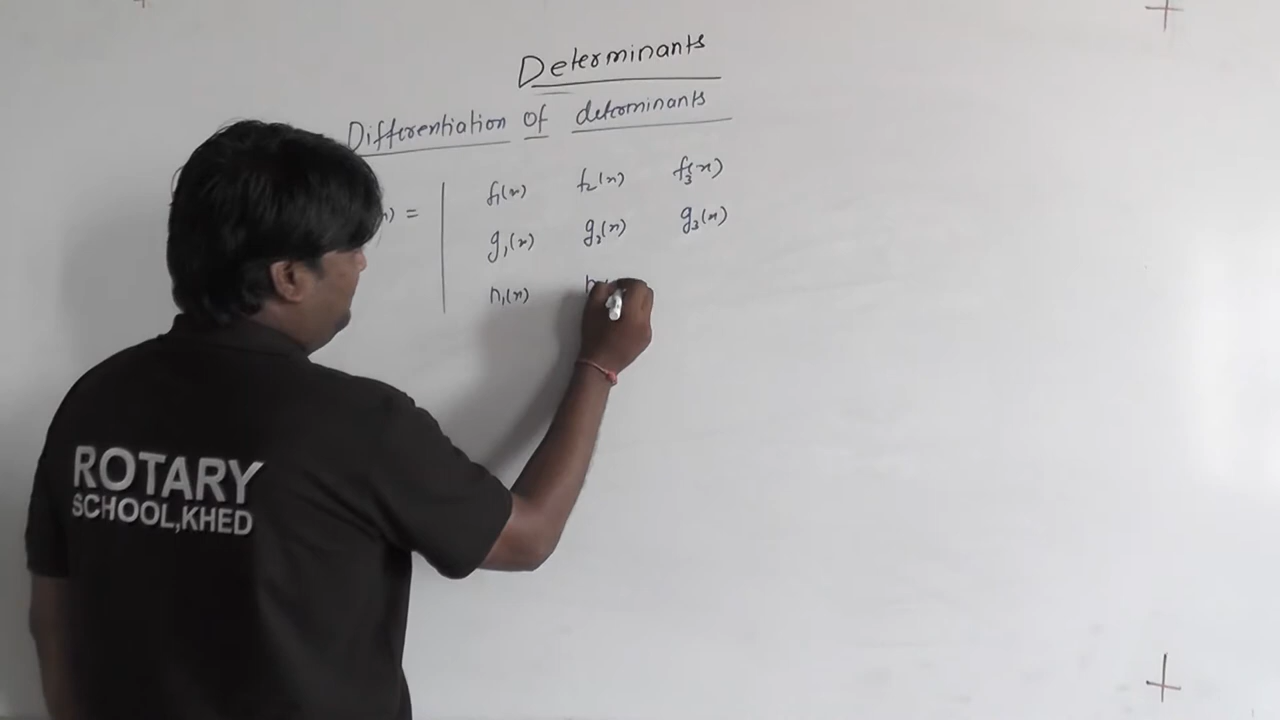 Determinants
Differentiation of determinants
x) = f₁(x) f₂(x) f₃(x)
g₁(x) g₂(x) g₃(x)
h₁(x) h
ROTARY
SCHOOL,KHED